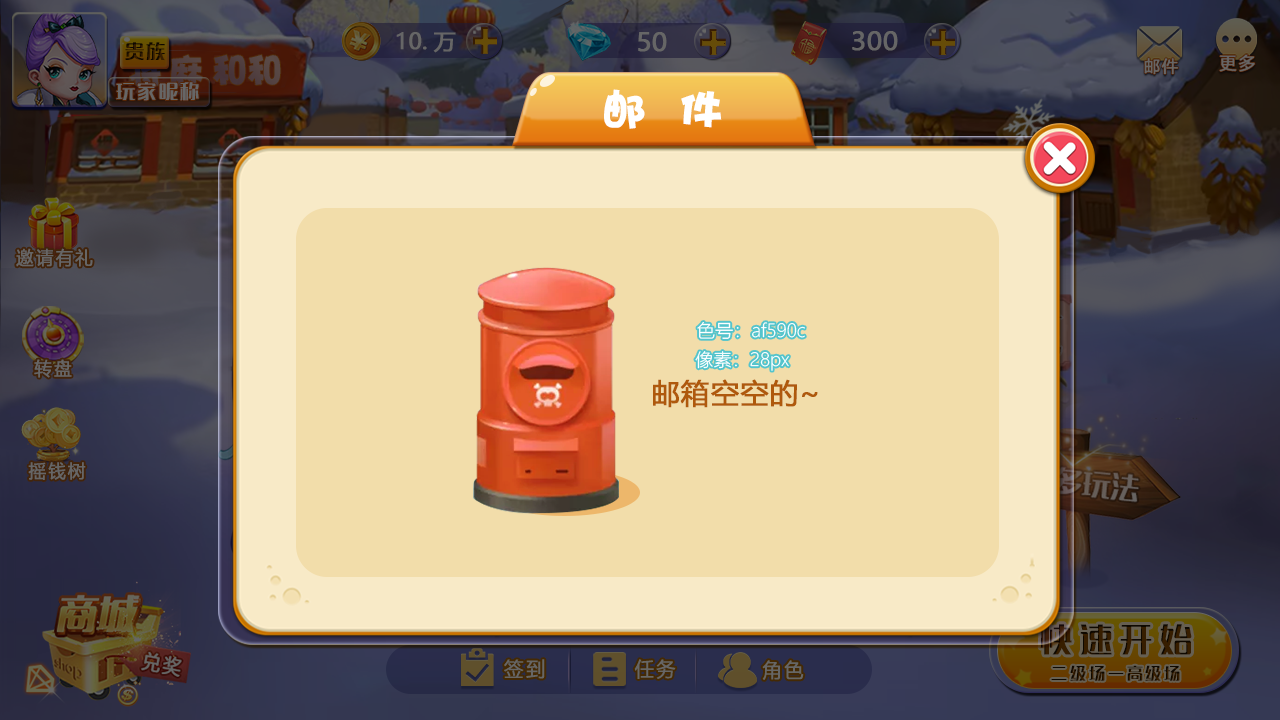 贵族
玩家昵称
和和
10.万
50
300
邮件
更多
邮件
邀请有礼
转盘
摇钱树
色号：af590c
像素：28px
邮箱空空的~
多玩法
商城
shop
兑奖
签到
任务
角色
快速开始
二级场—高级场